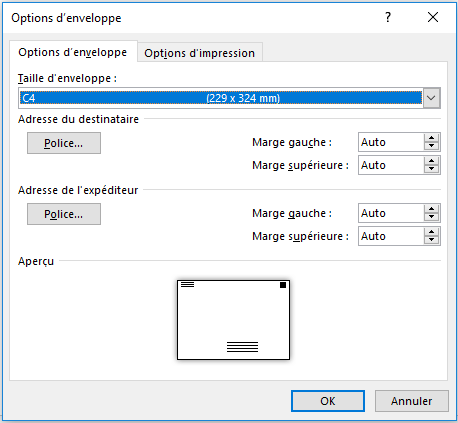 Options d'enveloppe ?
Options d'enveloppe Options d'impression
Taille d'enveloppe :
C4 (229 x 324 mm)
Adresse du destinataire
Police... Marge gauche : Auto
Marge supérieure : Auto
Adresse de l'expéditeur
Police... Marge gauche : Auto
Marge supérieure : Auto
Aperçu
OK Annuler